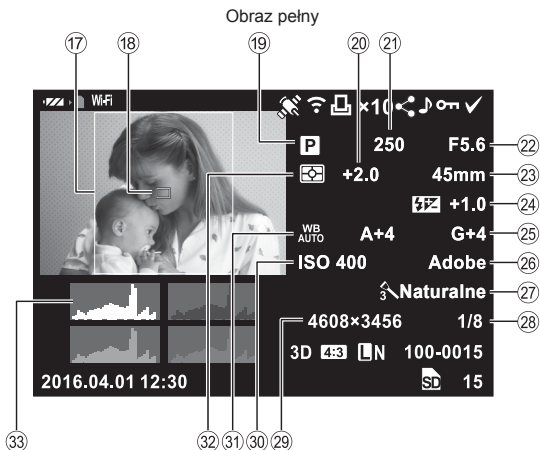 Obraz pełny
⑰ ⑱ ⑲ ⑳ ㉑
Wi-Fi ×10
P 250 F5.6 ㉒
+2.0 45mm ㉓
+1.0 ㉔
WB AUTO A+4 G+4 ㉕
ISO 400 Adobe ㉖
3 Naturalne ㉗
4608×3456 1/8 ㉘
3D 4:3 L N 100-0015
2016.04.01 12:30 SD 15
㉝ ㉜ ㉛ ㉚ ㉙